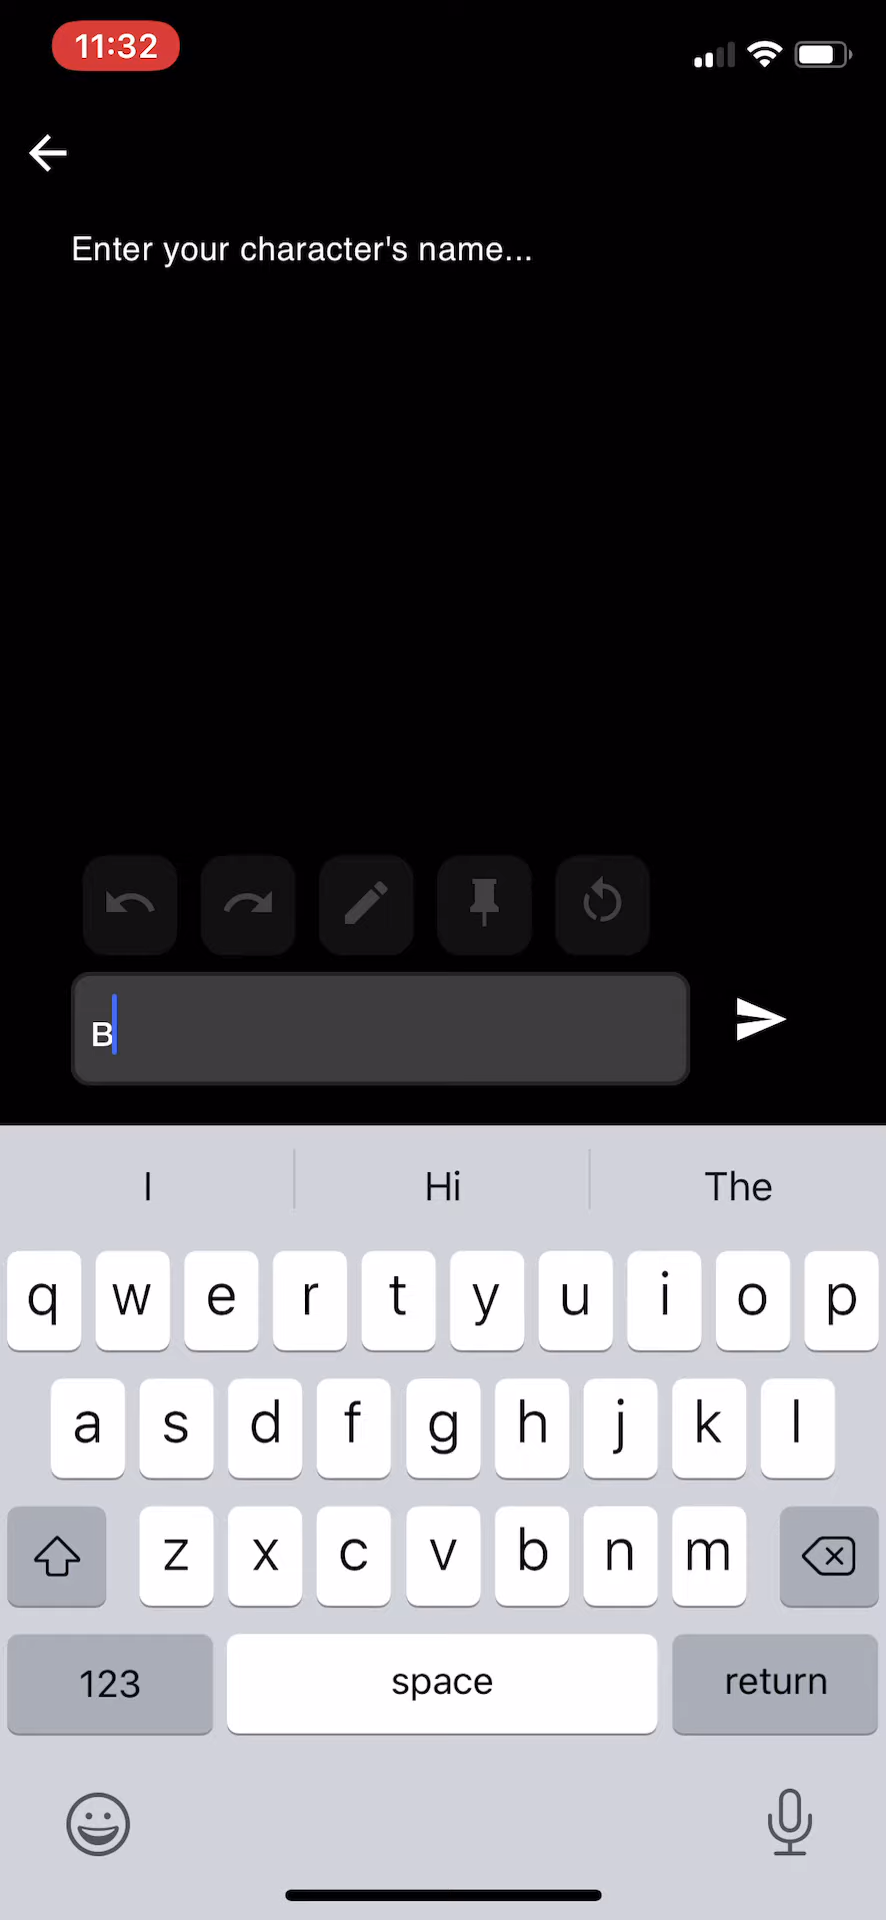 11:32
Enter your character's name...
B
I Hi The
q w e r t y u i o p
a s d f g h j k l
z x c v b n m
123 space return